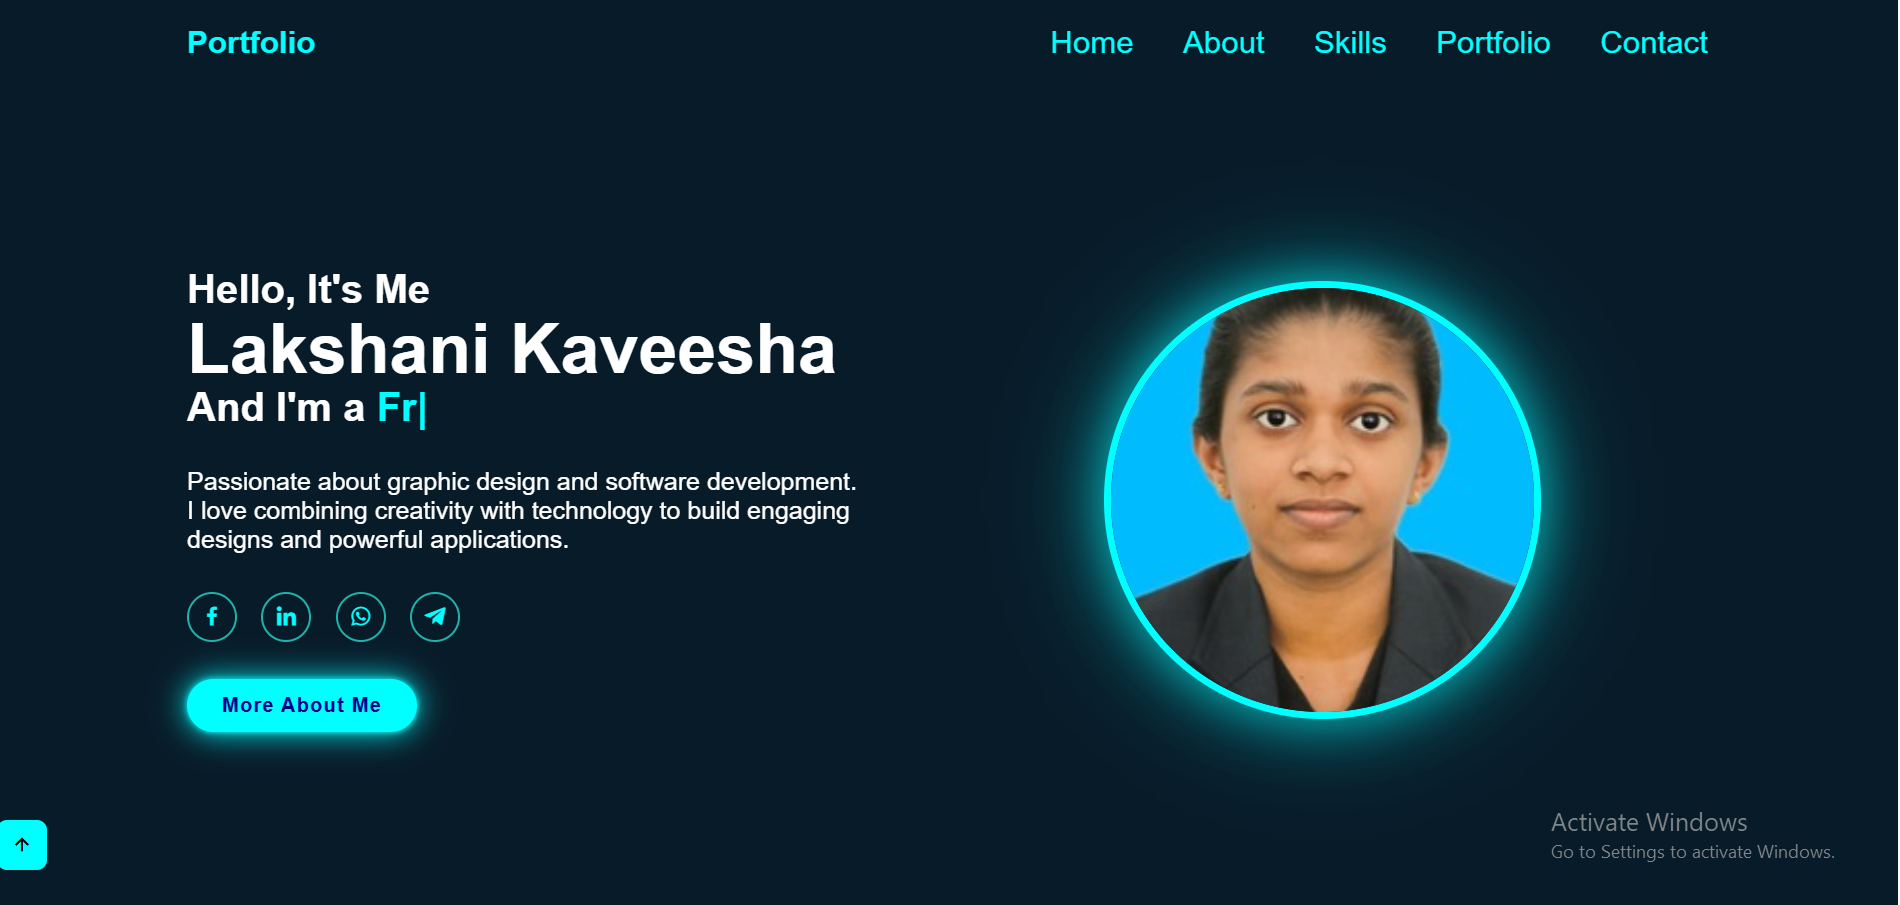 Portfolio
Home About Skills Portfolio Contact
Hello, It's Me
Lakshani Kaveesha
And I'm a Fr|
Passionate about graphic design and software development.
I love combining creativity with technology to build engaging
designs and powerful applications.
More About Me
Activate Windows
Go to Settings to activate Windows.